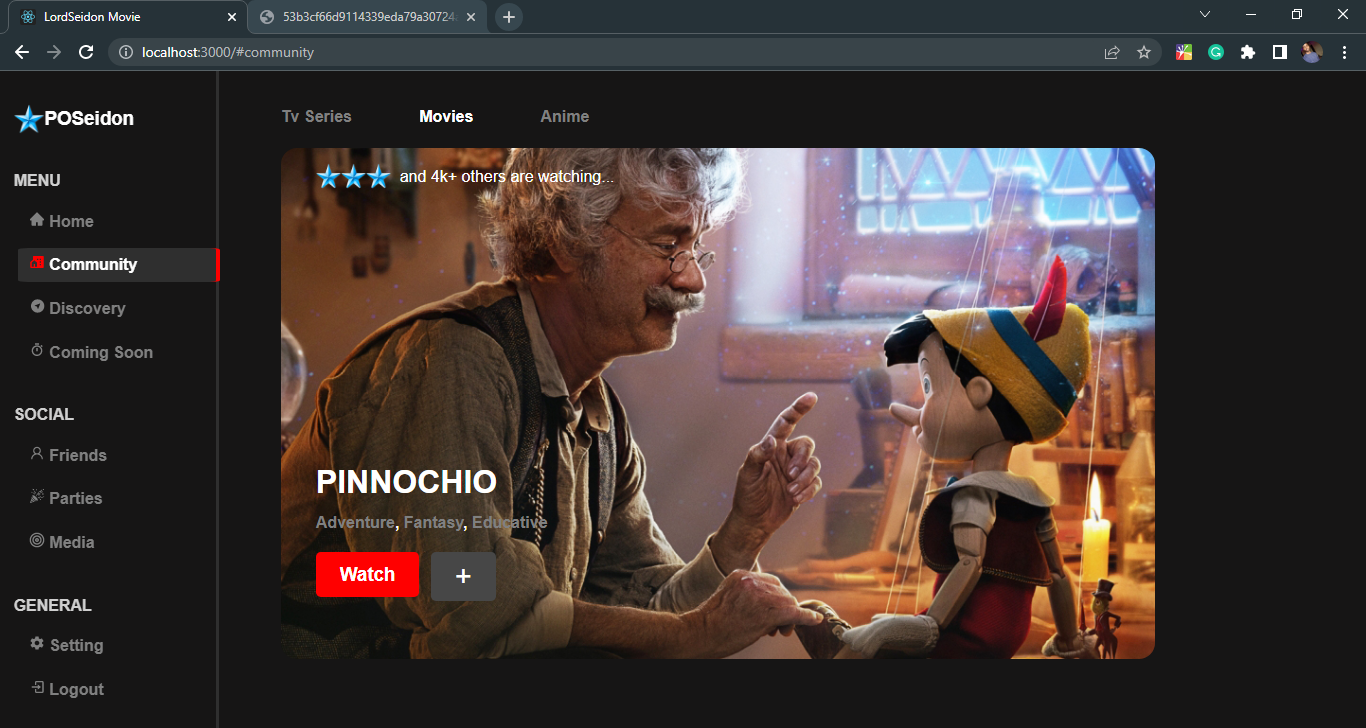 LordSeidon Movie
53b3cf66d9114339eda79a30724
localhost:3000/#community
POSeidon
MENU
Home
Community
Discovery
Coming Soon
SOCIAL
Friends
Parties
Media
GENERAL
Setting
Logout
Tv Series Movies Anime
and 4k+ others are watching...
PINNOCHIO
Adventure, Fantasy, Educative
Watch +